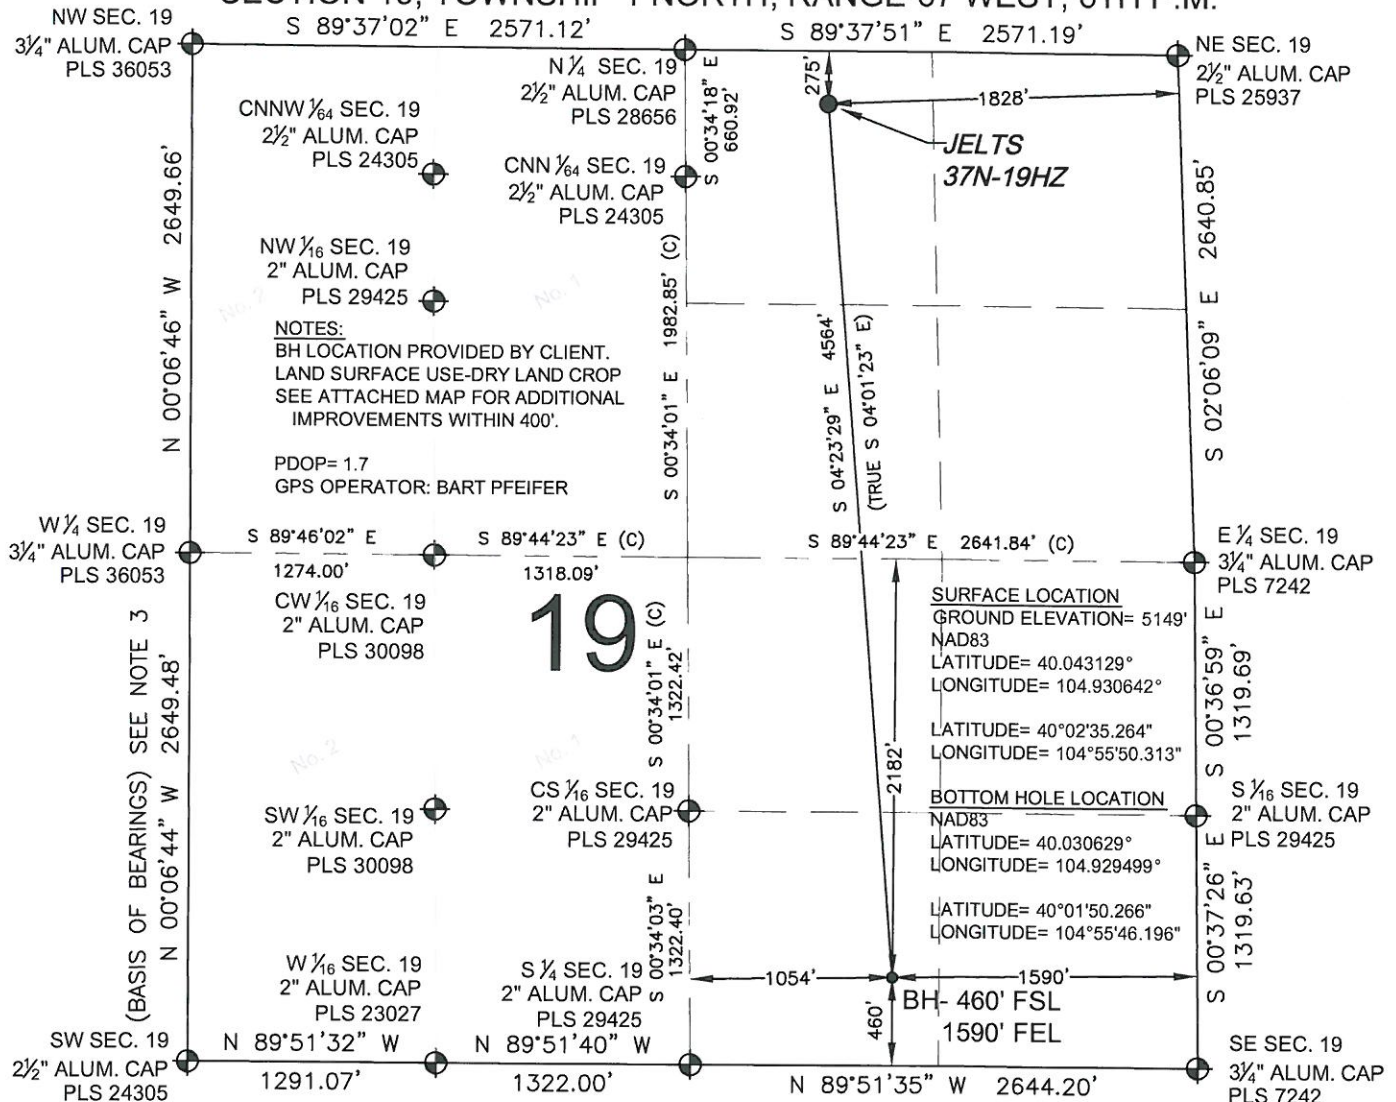 SECTION 19, TOWNSHIP 1 NORTH, RANGE 67 WEST, 6TH P.M.
NW SEC. 19
3¼" ALUM. CAP
PLS 36053
S 89°37'02" E 2571.12'
S 89°37'51" E 2571.19'
NE SEC. 19
2½" ALUM. CAP
PLS 25937
N ¼ SEC. 19
2½" ALUM. CAP
PLS 28656
S 00°34'18" E
660.92'
275'
1828'
JELTS
37N-19HZ
CNNW 1/64 SEC. 19
2½" ALUM. CAP
PLS 24305
CNN 1/64 SEC. 19
2½" ALUM. CAP
PLS 24305
N 00°06'46" W 2649.66'
NW 1/16 SEC. 19
2" ALUM. CAP
PLS 29425
No. 2
No. 1
S 00°34'01" E 1982.85' (C)
S 04°23'29" E 4564'
(TRUE S 04°01'23" E)
S 02°06'09" E 2640.85'
NOTES:
BH LOCATION PROVIDED BY CLIENT.
LAND SURFACE USE-DRY LAND CROP
SEE ATTACHED MAP FOR ADDITIONAL
IMPROVEMENTS WITHIN 400'.
PDOP= 1.7
GPS OPERATOR: BART PFEIFER
W ¼ SEC. 19
3¼" ALUM. CAP
PLS 36053
S 89°46'02" E
1274.00'
S 89°44'23" E (C)
1318.09'
S 89°44'23" E 2641.84' (C)
E ¼ SEC. 19
3¼" ALUM. CAP
PLS 7242
CW 1/16 SEC. 19
2" ALUM. CAP
PLS 30098
19
S 00°34'01" E (C)
1322.42'
SURFACE LOCATION
GROUND ELEVATION= 5149'
NAD83
LATITUDE= 40.043129°
LONGITUDE= 104.930642°
LATITUDE= 40°02'35.264"
LONGITUDE= 104°55'50.313"
S 00°36'59" E
1319.69'
(BASIS OF BEARINGS) SEE NOTE 3
N 00°06'44" W 2649.48'
2182'
No. 2
No. 1
SW 1/16 SEC. 19
2" ALUM. CAP
PLS 30098
CS 1/16 SEC. 19
2" ALUM. CAP
PLS 29425
BOTTOM HOLE LOCATION
NAD83
LATITUDE= 40.030629°
LONGITUDE= 104.929499°
LATITUDE= 40°01'50.266"
LONGITUDE= 104°55'46.196"
S 1/16 SEC. 19
2" ALUM. CAP
PLS 29425
S 00°37'26" E
1319.63'
W 1/16 SEC. 19
2" ALUM. CAP
PLS 23027
S ¼ SEC. 19
2" ALUM. CAP
PLS 29425
S 00°34'03" E
1322.40'
1054'
1590'
460'
BH- 460' FSL
1590' FEL
SW SEC. 19
2½" ALUM. CAP
PLS 24305
N 89°51'32" W
1291.07'
N 89°51'40" W
1322.00'
N 89°51'35" W 2644.20'
SE SEC. 19
3¼" ALUM. CAP
PLS 7242